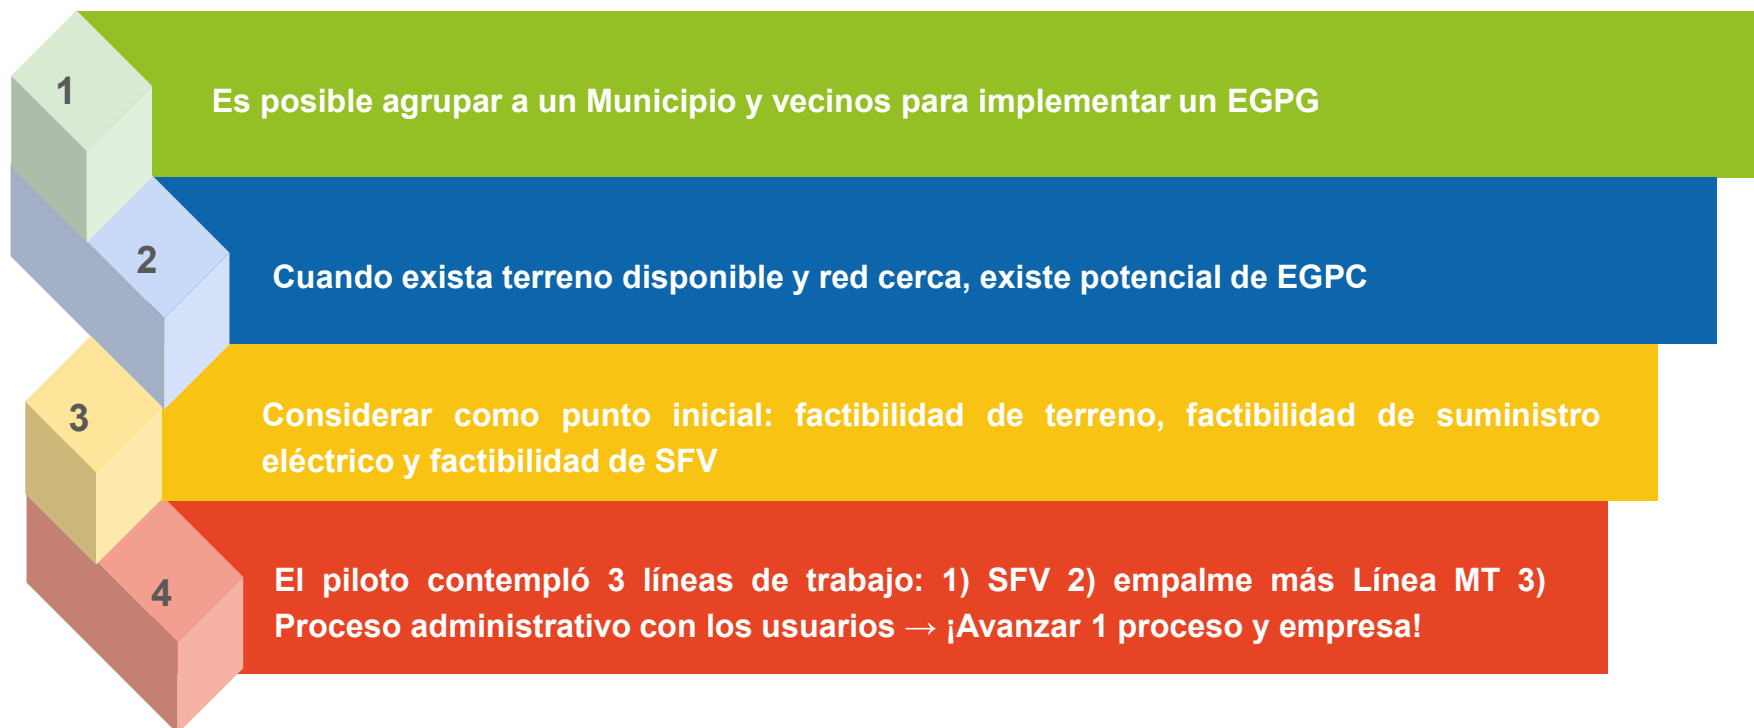 1
Es posible agrupar a un Municipio y vecinos para implementar un EGPG
2
Cuando exista terreno disponible y red cerca, existe potencial de EGPC
3
Considerar como punto inicial: factibilidad de terreno, factibilidad de suministro
eléctrico y factibilidad de SFV
4
El piloto contempló 3 líneas de trabajo: 1) SFV 2) empalme más Línea MT 3)
Proceso administrativo con los usuarios → ¡Avanzar 1 proceso y empresa!